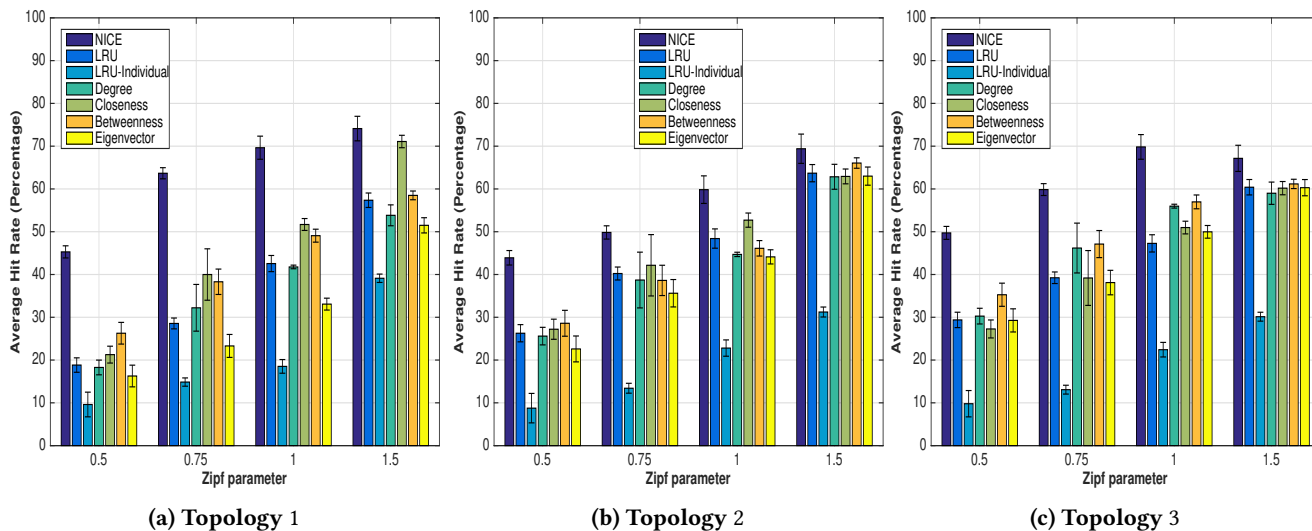 100
90
80
70
60
50
40
30
20
10
0
Average Hit Rate (Percentage)
NICE
LRU
LRU-Individual
Degree
Closeness
Betweenness
Eigenvector
0.5
0.75
1
1.5
Zipf parameter
(a) Topology 1
100
90
80
70
60
50
40
30
20
10
0
Average Hit Rate (Percentage)
NICE
LRU
LRU-Individual
Degree
Closeness
Betweenness
Eigenvector
0.5
0.75
1
1.5
Zipf parameter
(b) Topology 2
100
90
80
70
60
50
40
30
20
10
0
Average Hit Rate (Percentage)
NICE
LRU
LRU-Individual
Degree
Closeness
Betweenness
Eigenvector
0.5
0.75
1
1.5
Zipf parameter
(c) Topology 3